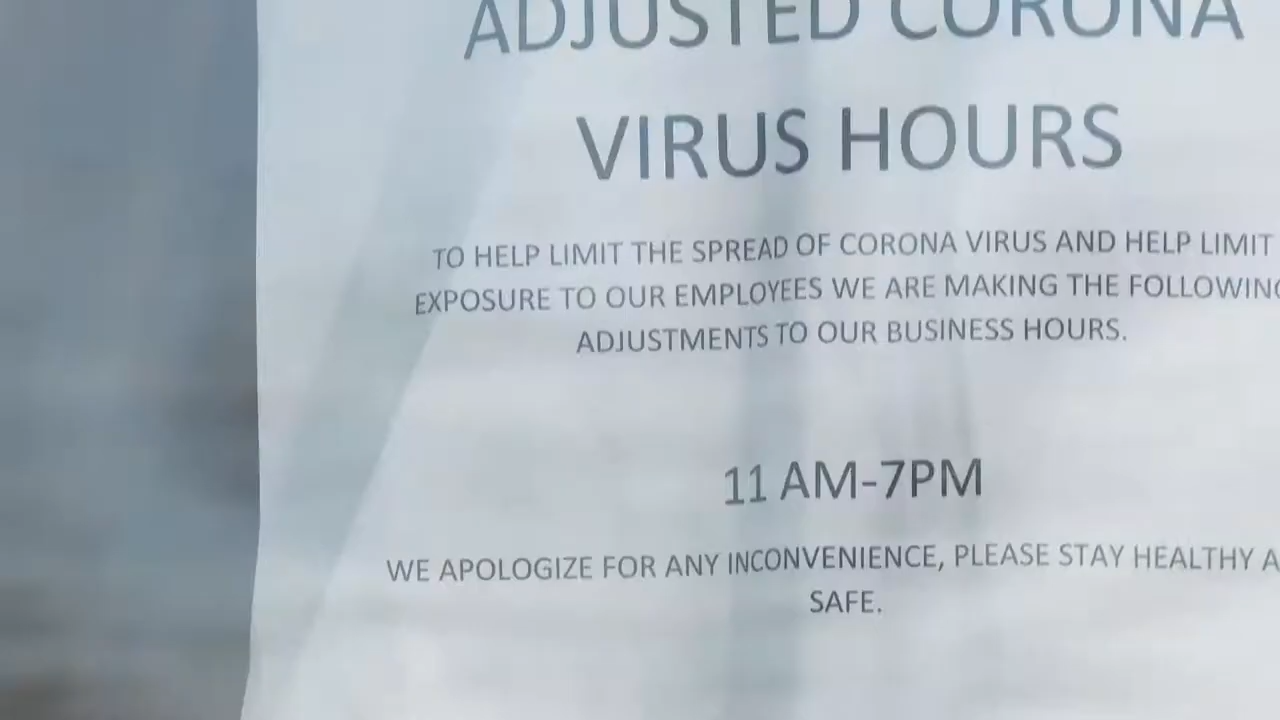 ADJUSTED CORONA
VIRUS HOURS
TO HELP LIMIT THE SPREAD OF CORONA VIRUS AND HELP LIMIT
EXPOSURE TO OUR EMPLOYEES WE ARE MAKING THE FOLLOWING
ADJUSTMENTS TO OUR BUSINESS HOURS.
11 AM-7PM
WE APOLOGIZE FOR ANY INCONVENIENCE, PLEASE STAY HEALTHY A
SAFE.